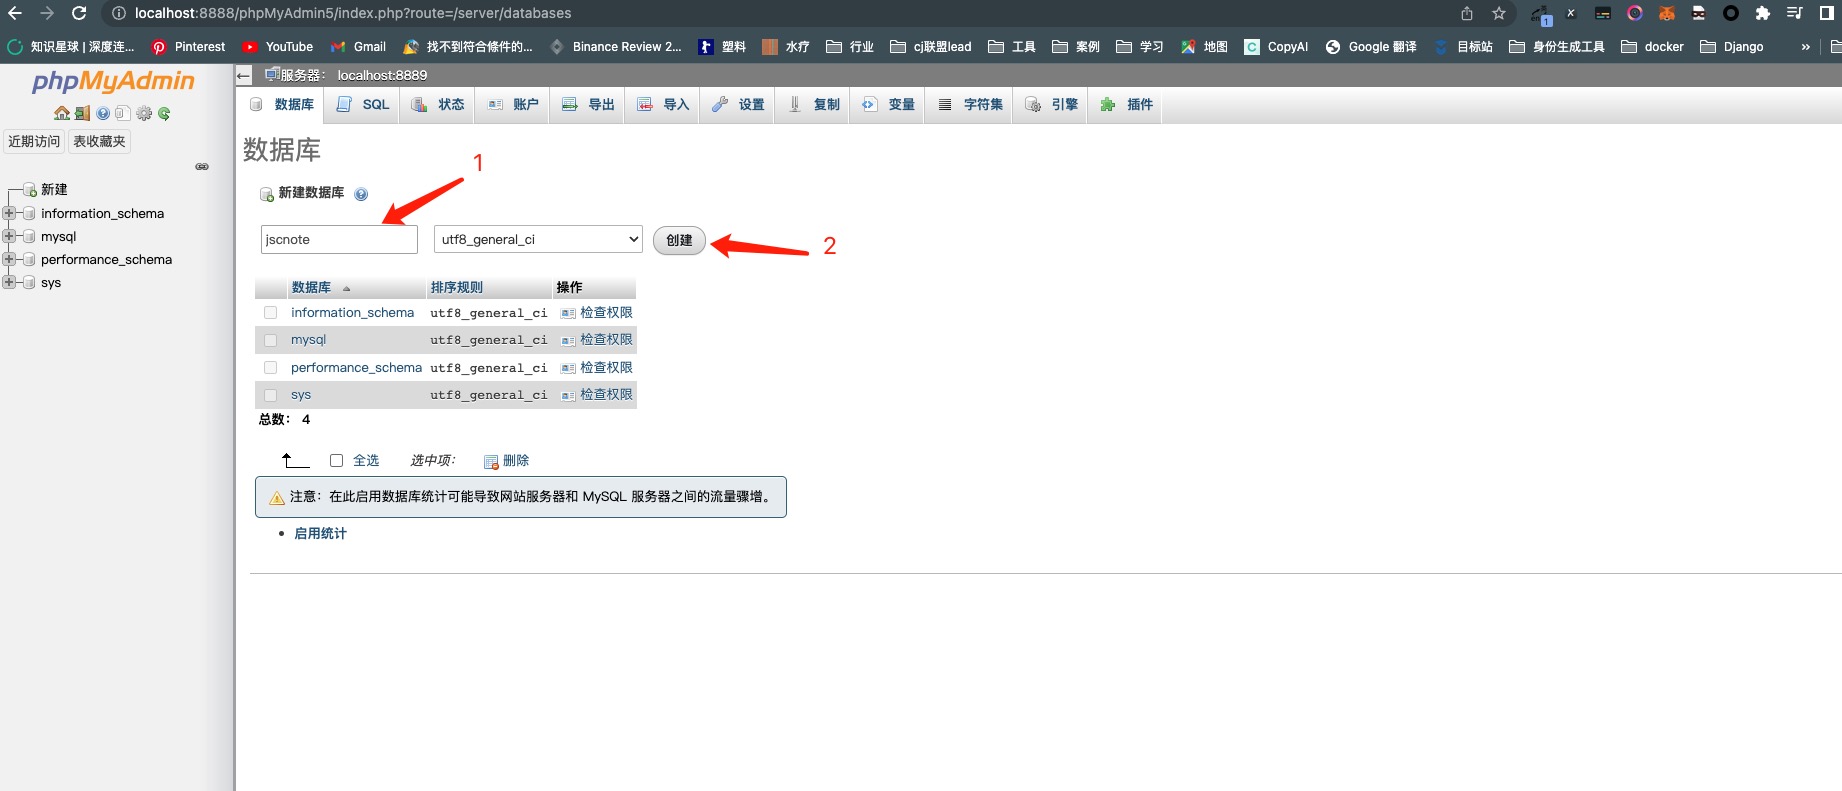 localhost:8888/phpMyAdmin5/index.php?route=/server/databases
知识星球 | 深度连... Pinterest YouTube Gmail 找不到符合條件的... Binance Review 2... 塑料 水疗 行业 cj联盟lead 工具 案例 学习 地图 CopyAI Google 翻译 目标站 身份生成工具 docker Django »
phpMyAdmin
近期访问 表收藏夹
新建
information_schema
mysql
performance_schema
sys
服务器: localhost:8889
数据库 SQL 状态 账户 导出 导入 设置 复制 变量 字符集 引擎 插件
数据库
1
新建数据库
jscnote utf8_general_ci 创建 2
数据库 排序规则 操作
information_schema utf8_general_ci 检查权限
mysql utf8_general_ci 检查权限
performance_schema utf8_general_ci 检查权限
sys utf8_general_ci 检查权限
总数: 4
全选 选中项: 删除
注意: 在此启用数据库统计可能导致网站服务器和 MySQL 服务器之间的流量骤增。
启用统计